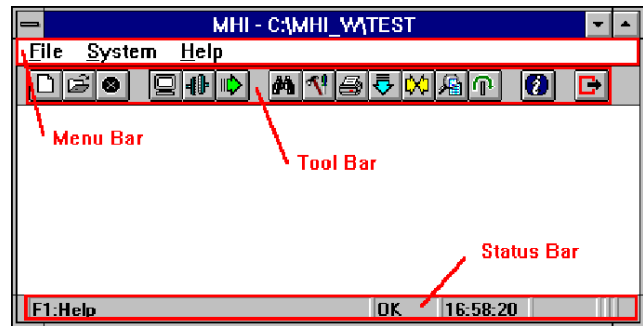 MHI - C:\MHI_W\TEST
File System Help
Menu Bar
Tool Bar
Status Bar
F1:Help OK 16:58:20